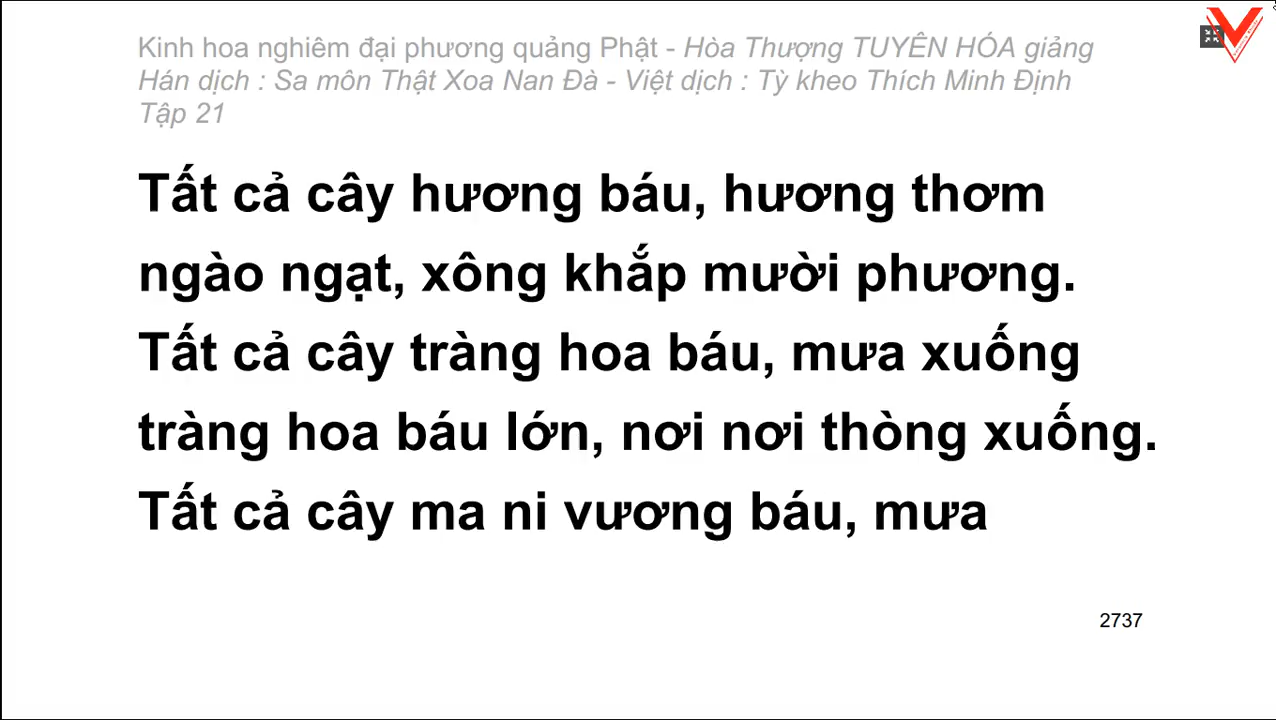 Kinh hoa nghiêm đại phương quảng Phật - Hòa Thượng TUYÊN HÓA giảng
Hán dịch : Sa môn Thật Xoa Nan Đà - Việt dịch : Tỳ kheo Thích Minh Định
Tập 21
Tất cả cây hương báu, hương thơm
ngào ngạt, xông khắp mười phương.
Tất cả cây tràng hoa báu, mưa xuống
tràng hoa báu lớn, nơi nơi thòng xuống.
Tất cả cây ma ni vương báu, mưa
2737